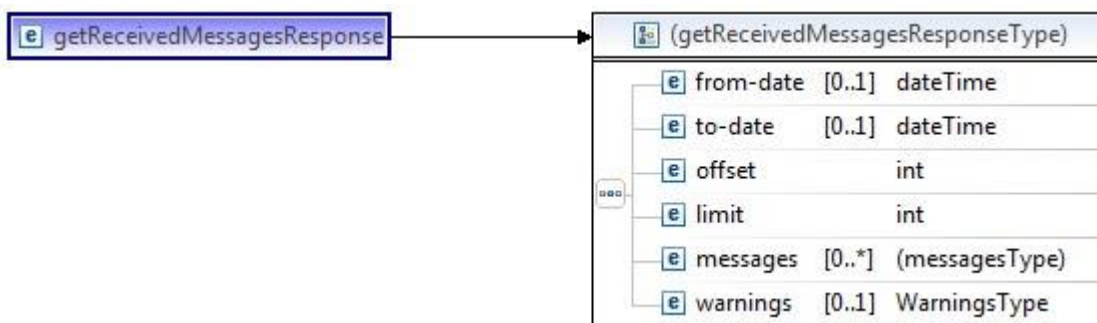 e getReceivedMessagesResponse
(getReceivedMessagesResponseType)
e from-date [0..1] dateTime
e to-date [0..1] dateTime
e offset int
e limit int
e messages [0..*] (messagesType)
e warnings [0..1] WarningsType